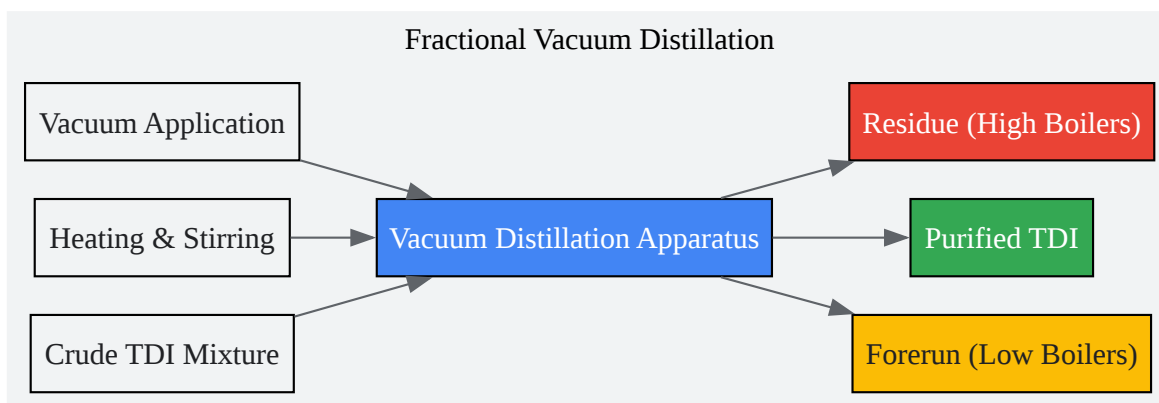 Fractional Vacuum Distillation
Vacuum Application
Residue (High Boilers)
Heating & Stirring
Vacuum Distillation Apparatus
Purified TDI
Crude TDI Mixture
Forerun (Low Boilers)